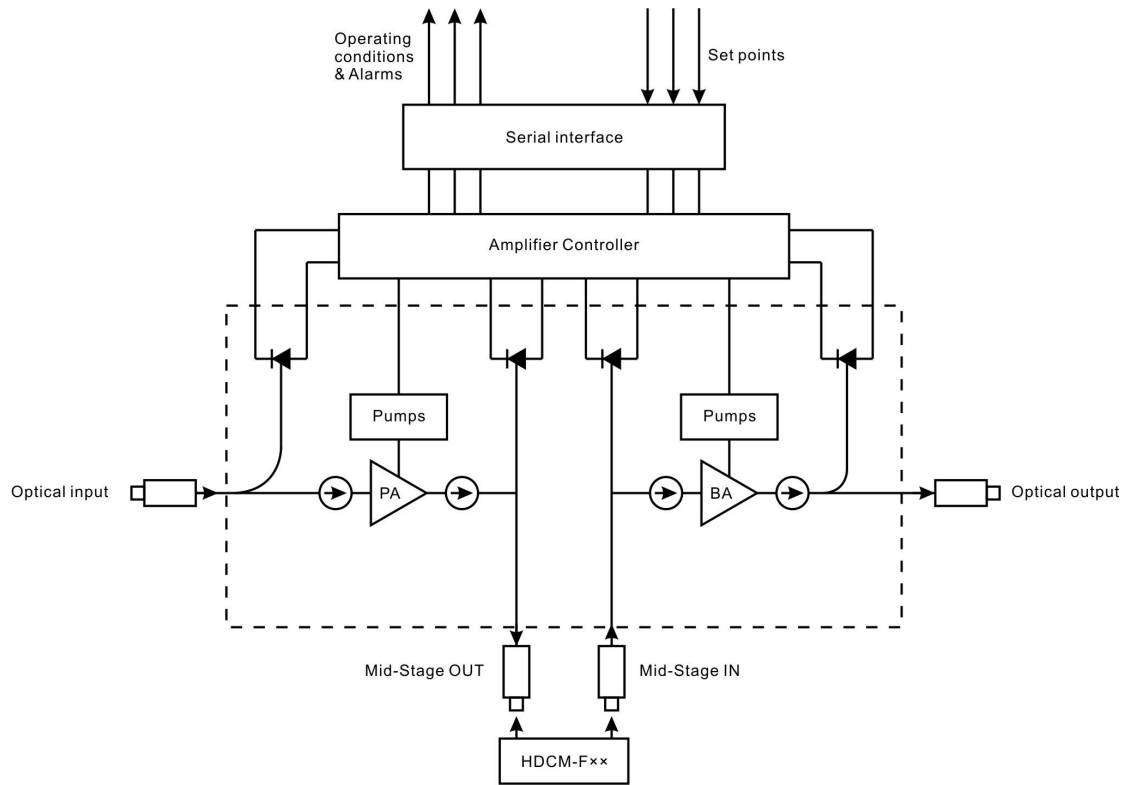 Operating
conditions
& Alarms
Set points
Serial interface
Amplifier Controller
Pumps
Pumps
Optical input
PA
BA
Optical output
Mid-Stage OUT
Mid-Stage IN
HDCM-F××